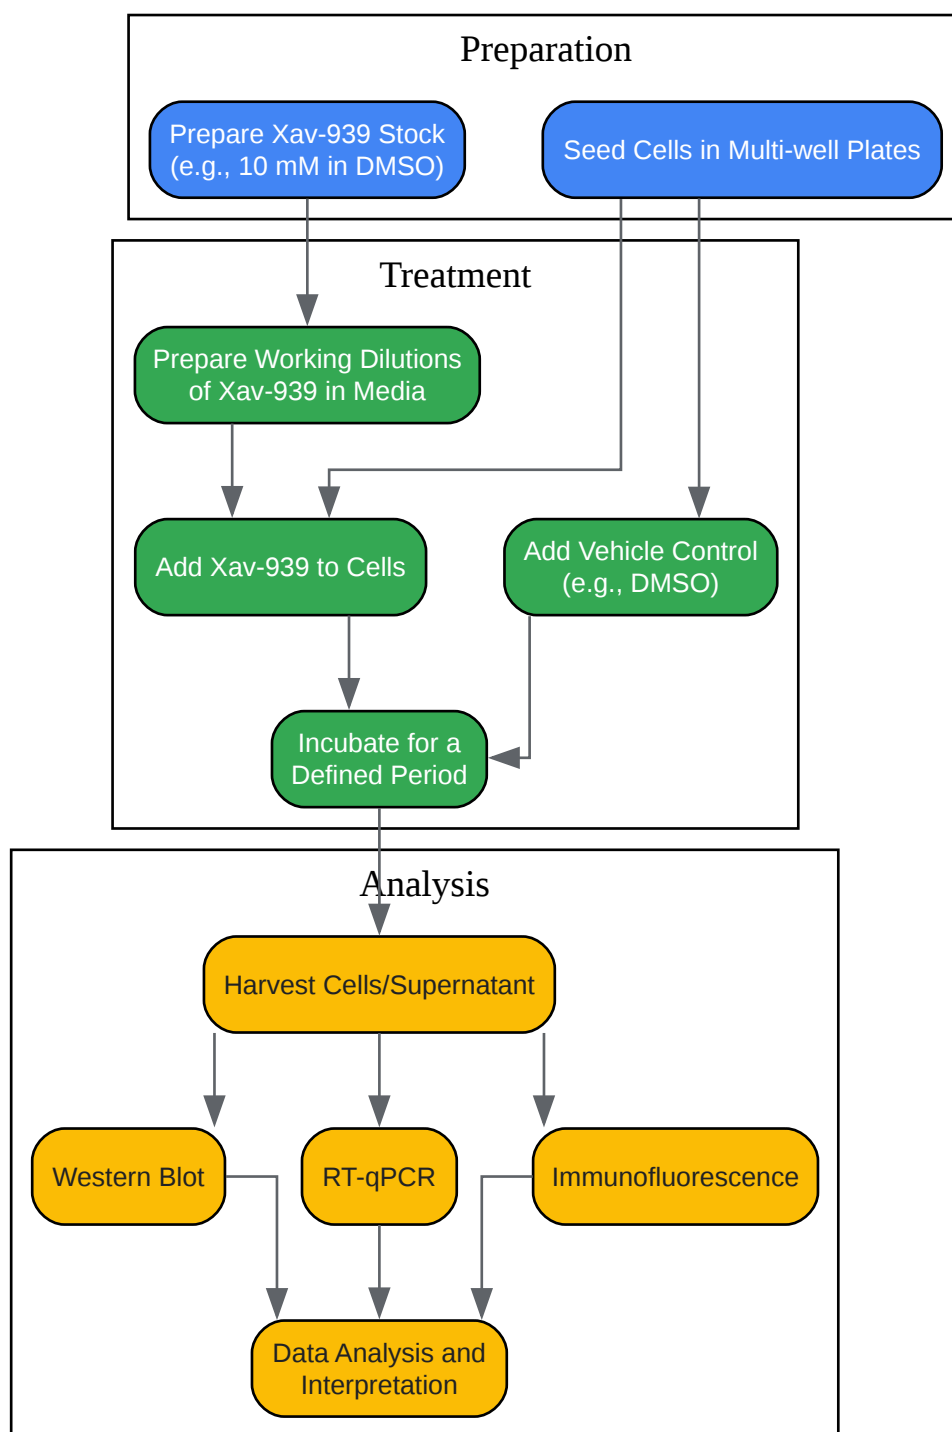 Preparation
Prepare Xav-939 Stock
(e.g., 10 mM in DMSO)
Seed Cells in Multi-well Plates
Treatment
Prepare Working Dilutions
of Xav-939 in Media
Add Xav-939 to Cells
Add Vehicle Control
(e.g., DMSO)
Incubate for a
Defined Period
Analysis
Harvest Cells/Supernatant
Western Blot
RT-qPCR
Immunofluorescence
Data Analysis and
Interpretation